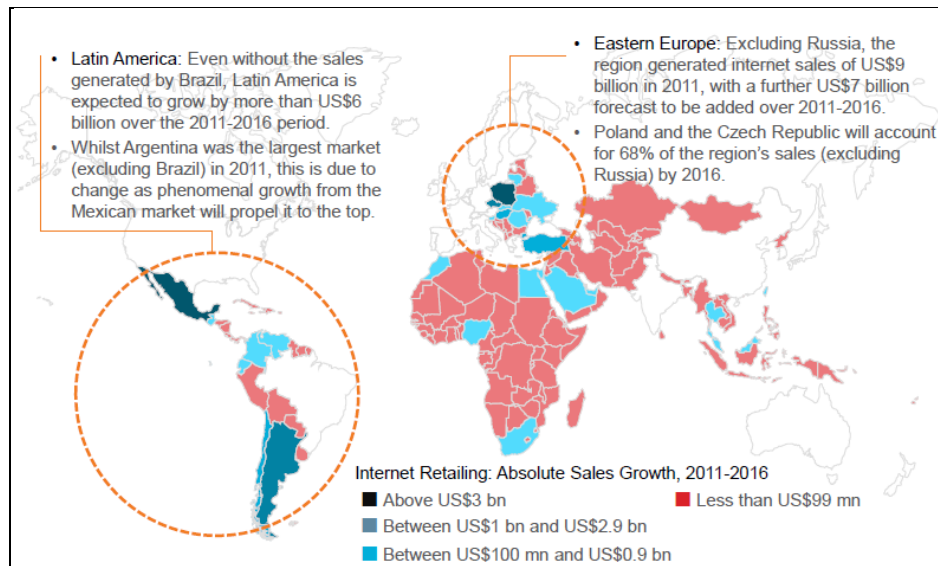 • Latin America: Even without the sales
generated by Brazil, Latin America is
expected to grow by more than US$6
billion over the 2011-2016 period.
• Whilst Argentina was the largest market
(excluding Brazil) in 2011, this is due to
change as phenomenal growth from the
Mexican market will propel it to the top.
• Eastern Europe: Excluding Russia, the
region generated internet sales of US$9
billion in 2011, with a further US$7 billion
forecast to be added over 2011-2016.
• Poland and the Czech Republic will account
for 68% of the region's sales (excluding
Russia) by 2016.
Internet Retailing: Absolute Sales Growth, 2011-2016
Above US$3 bn
Less than US$99 mn
Between US$1 bn and US$2.9 bn
Between US$100 mn and US$0.9 bn